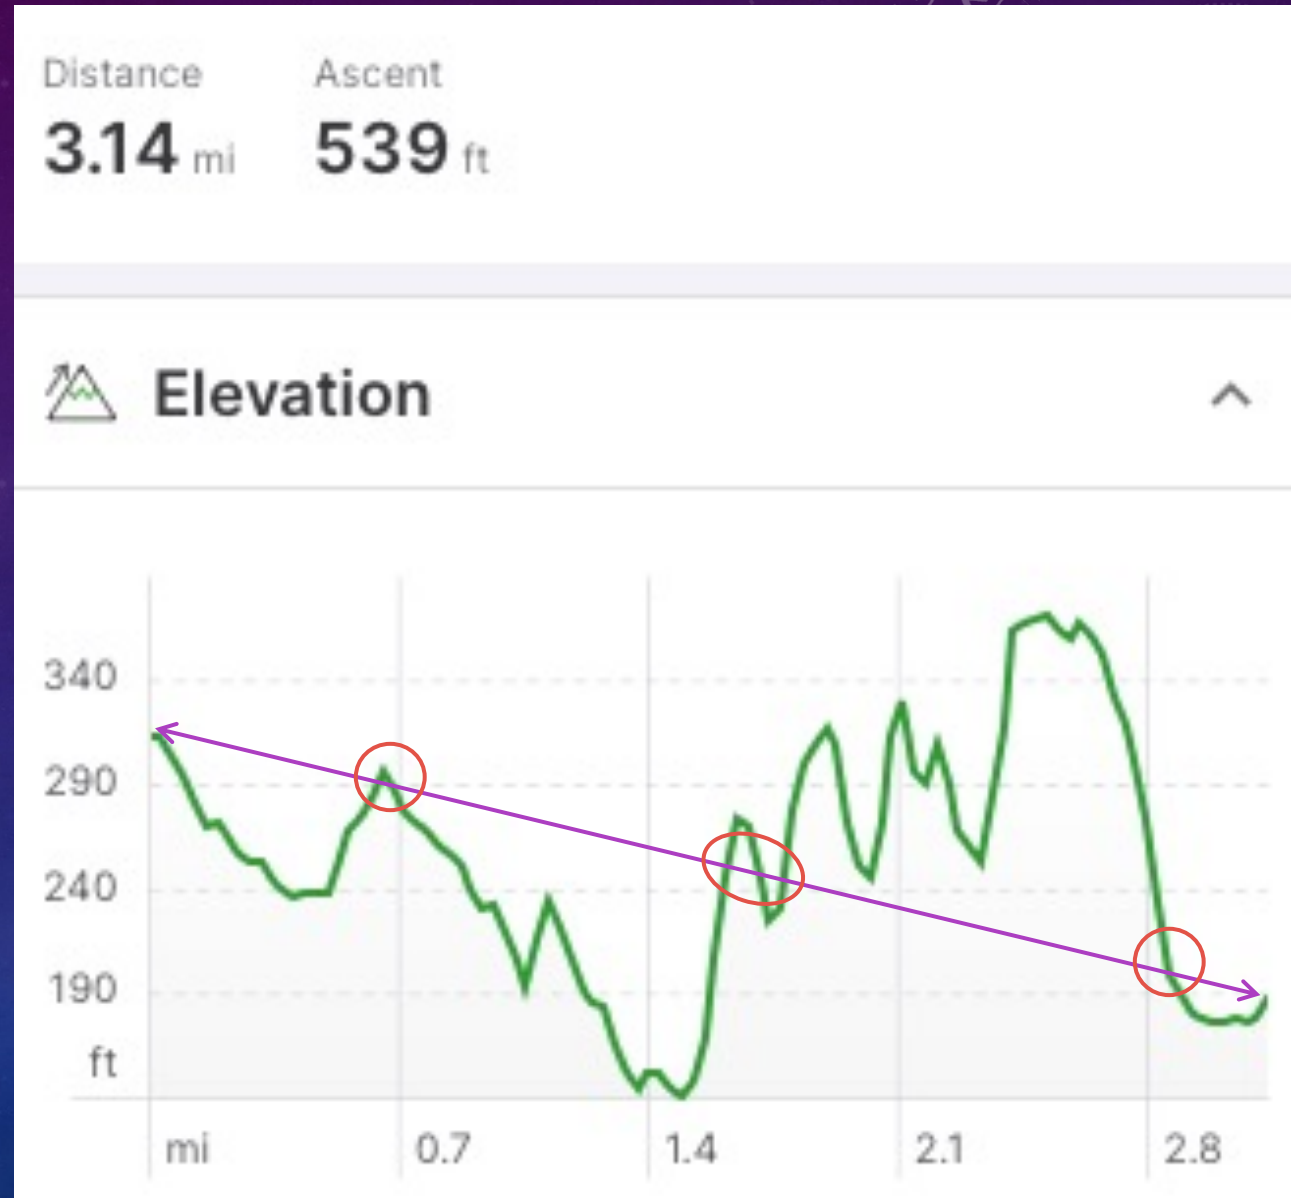 Distance Ascent
3.14 mi 539 ft
Elevation
340
290
240
190
ft
mi 0.7 1.4 2.1 2.8